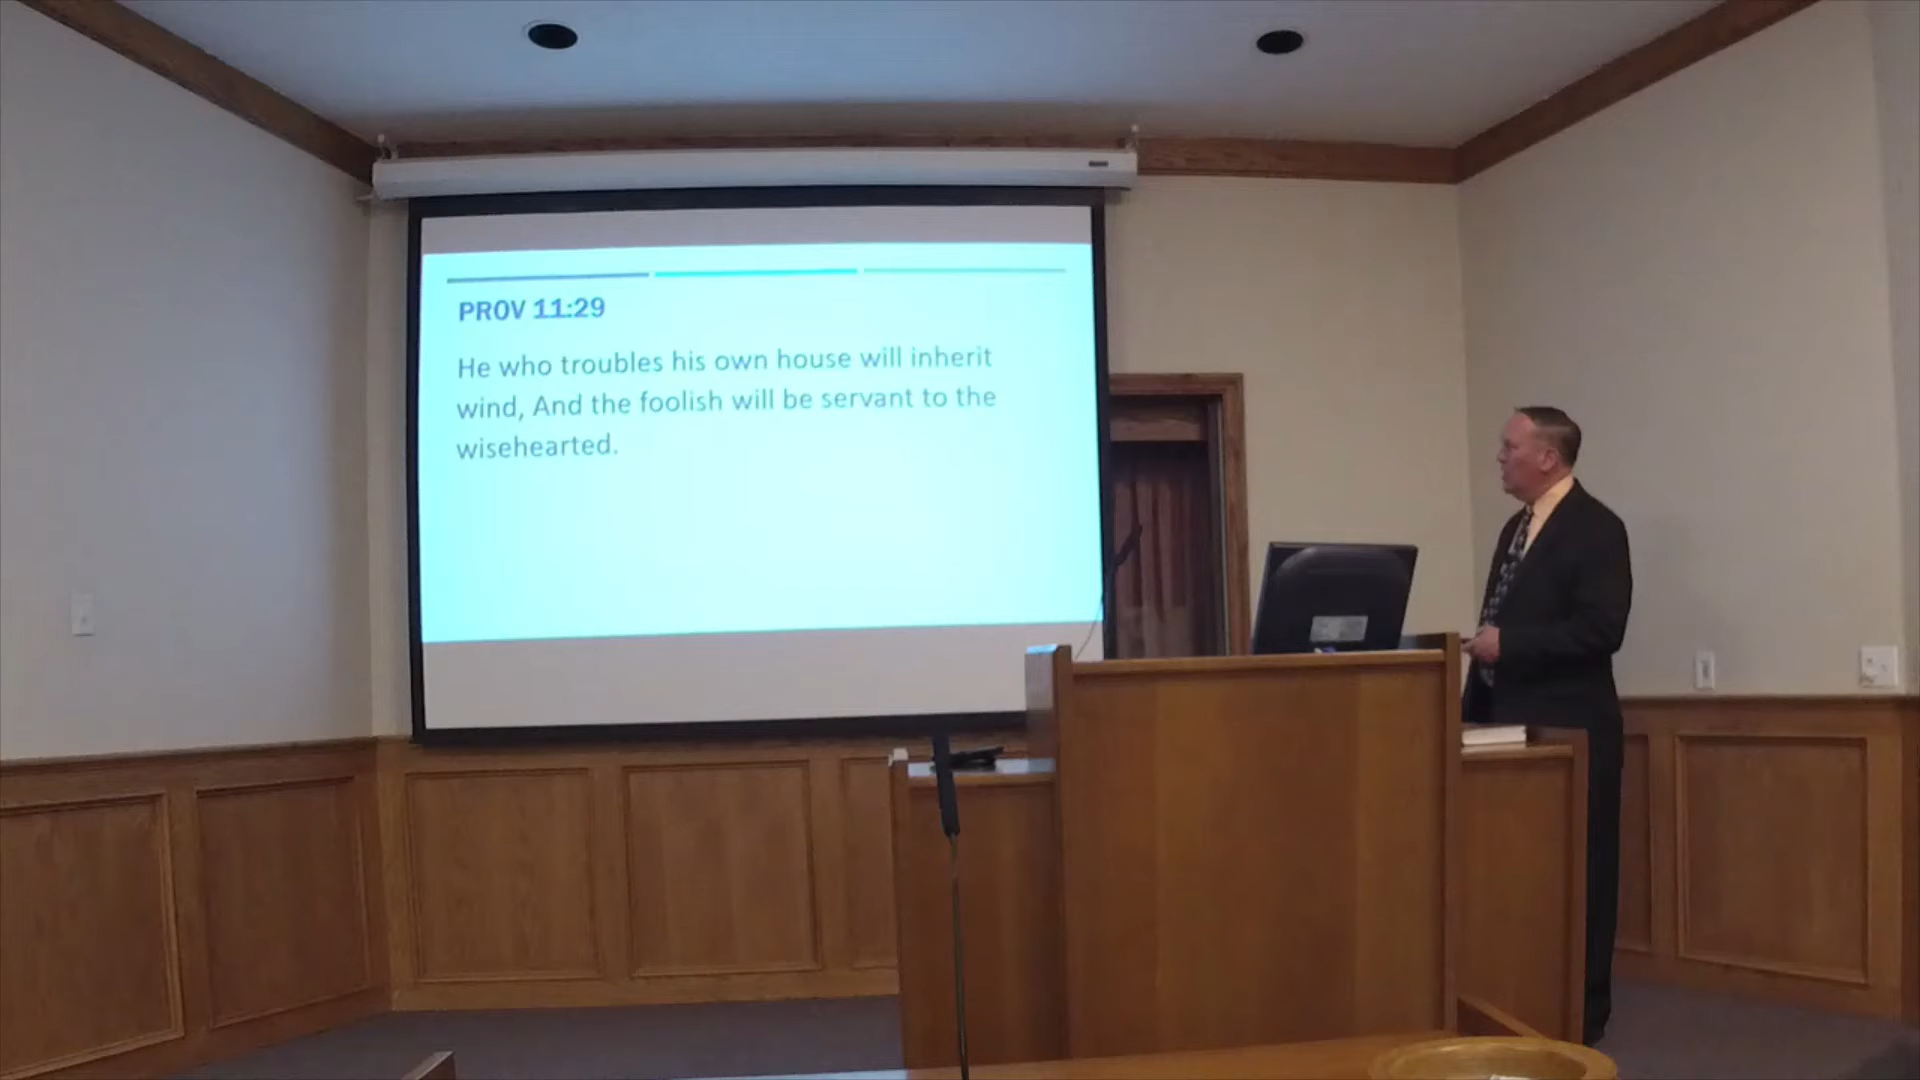 PROV 11:29
He who troubles his own house will inherit
wind, And the foolish will be servant to the
wisehearted.